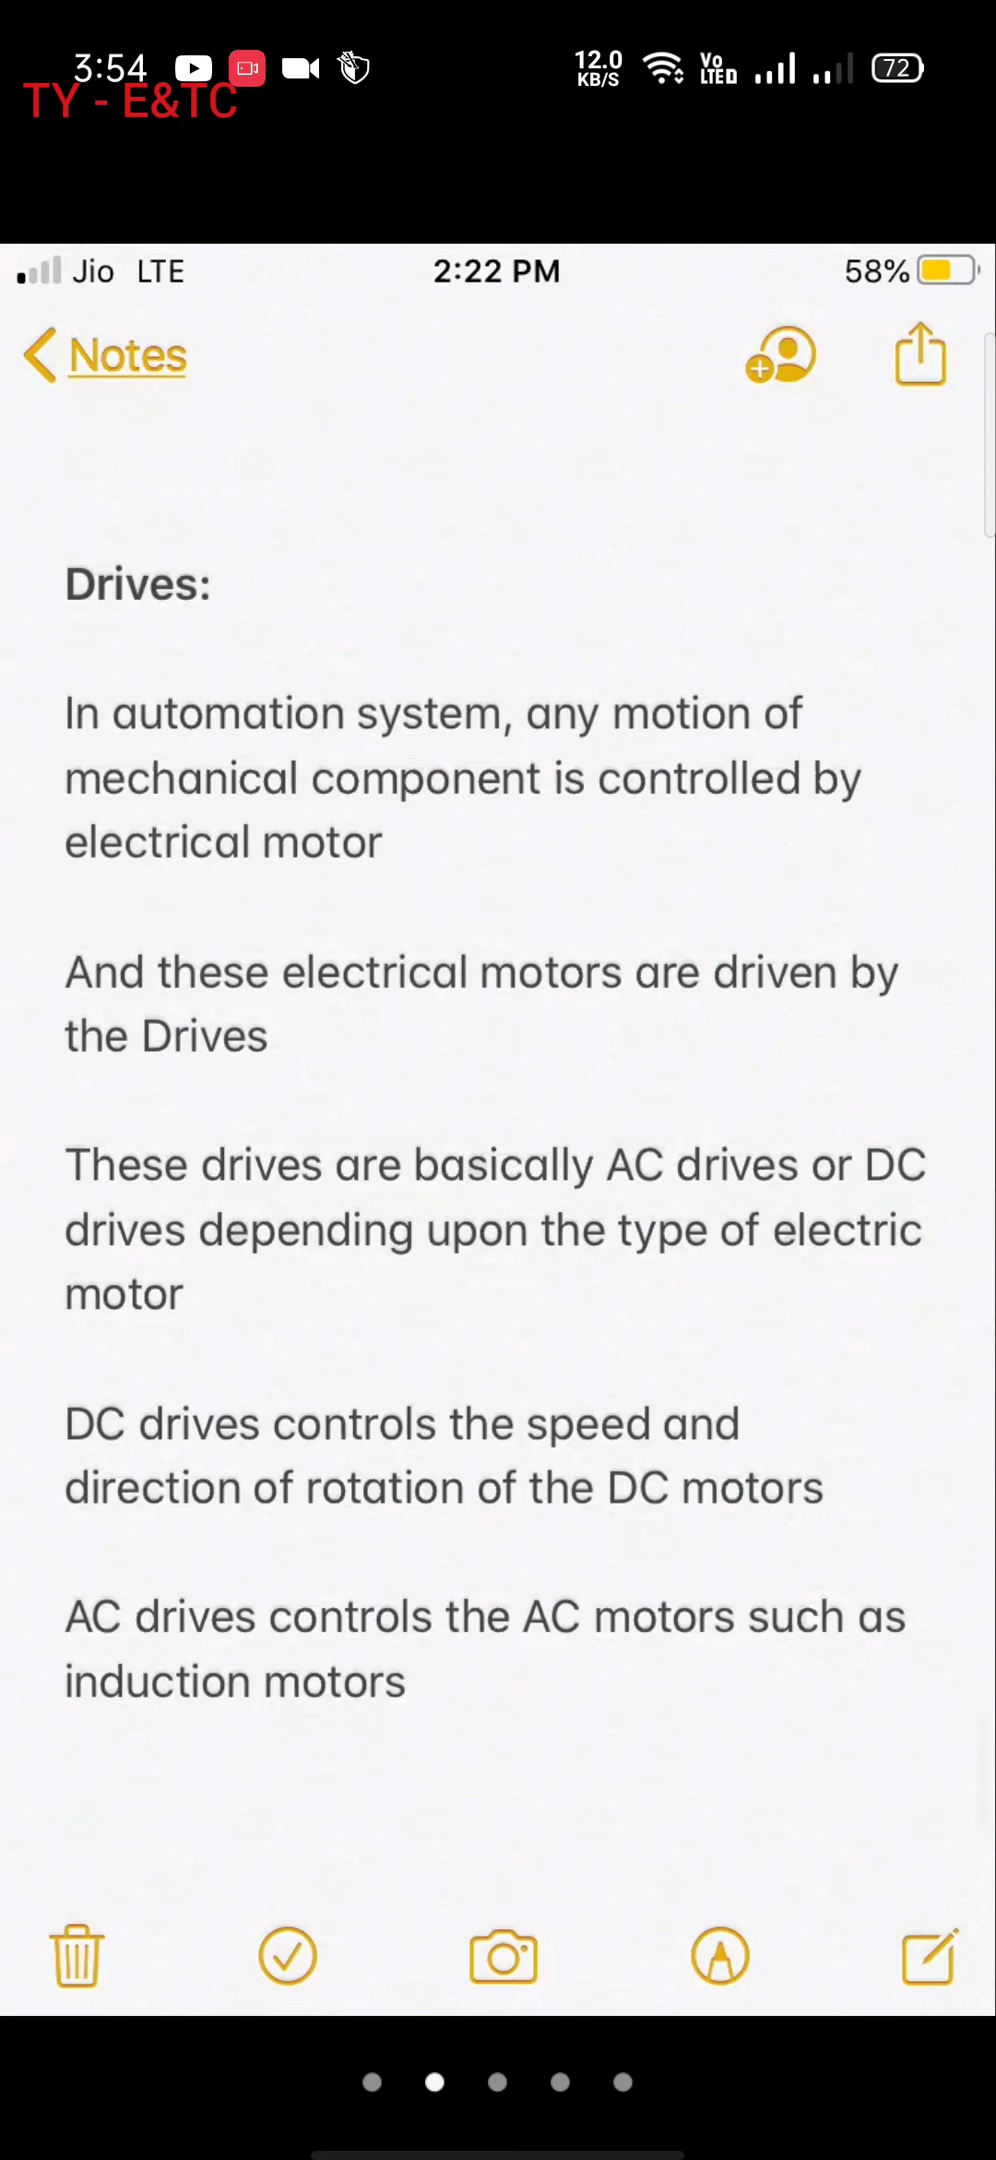 3:54
12.0
KB/S
Vo
LTED
72
TY - E&TC
Jio LTE
2:22 PM
58%
Notes
Drives:
In automation system, any motion of
mechanical component is controlled by
electrical motor
And these electrical motors are driven by
the Drives
These drives are basically AC drives or DC
drives depending upon the type of electric
motor
DC drives controls the speed and
direction of rotation of the DC motors
AC drives controls the AC motors such as
induction motors